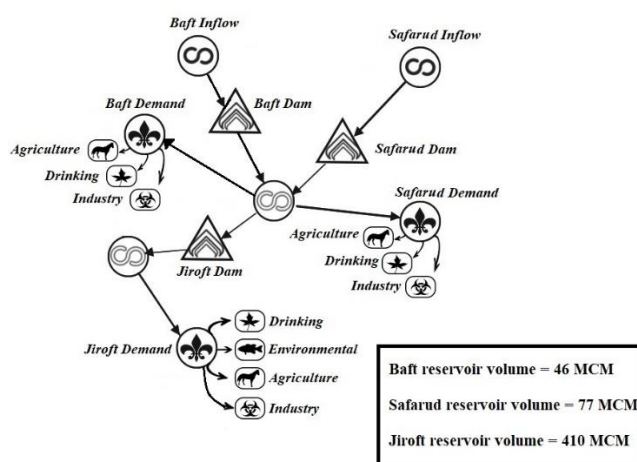 Baft Inflow
Safarud Inflow
Baft Demand
Baft Dam
Agriculture
Drinking
Industry
Safarud Dam
Safarud Demand
Agriculture
Drinking
Industry
Jiroft Dam
Jiroft Demand
Drinking
Environmental
Agriculture
Industry
Baft reservoir volume = 46 MCM
Safarud reservoir volume = 77 MCM
Jiroft reservoir volume = 410 MCM